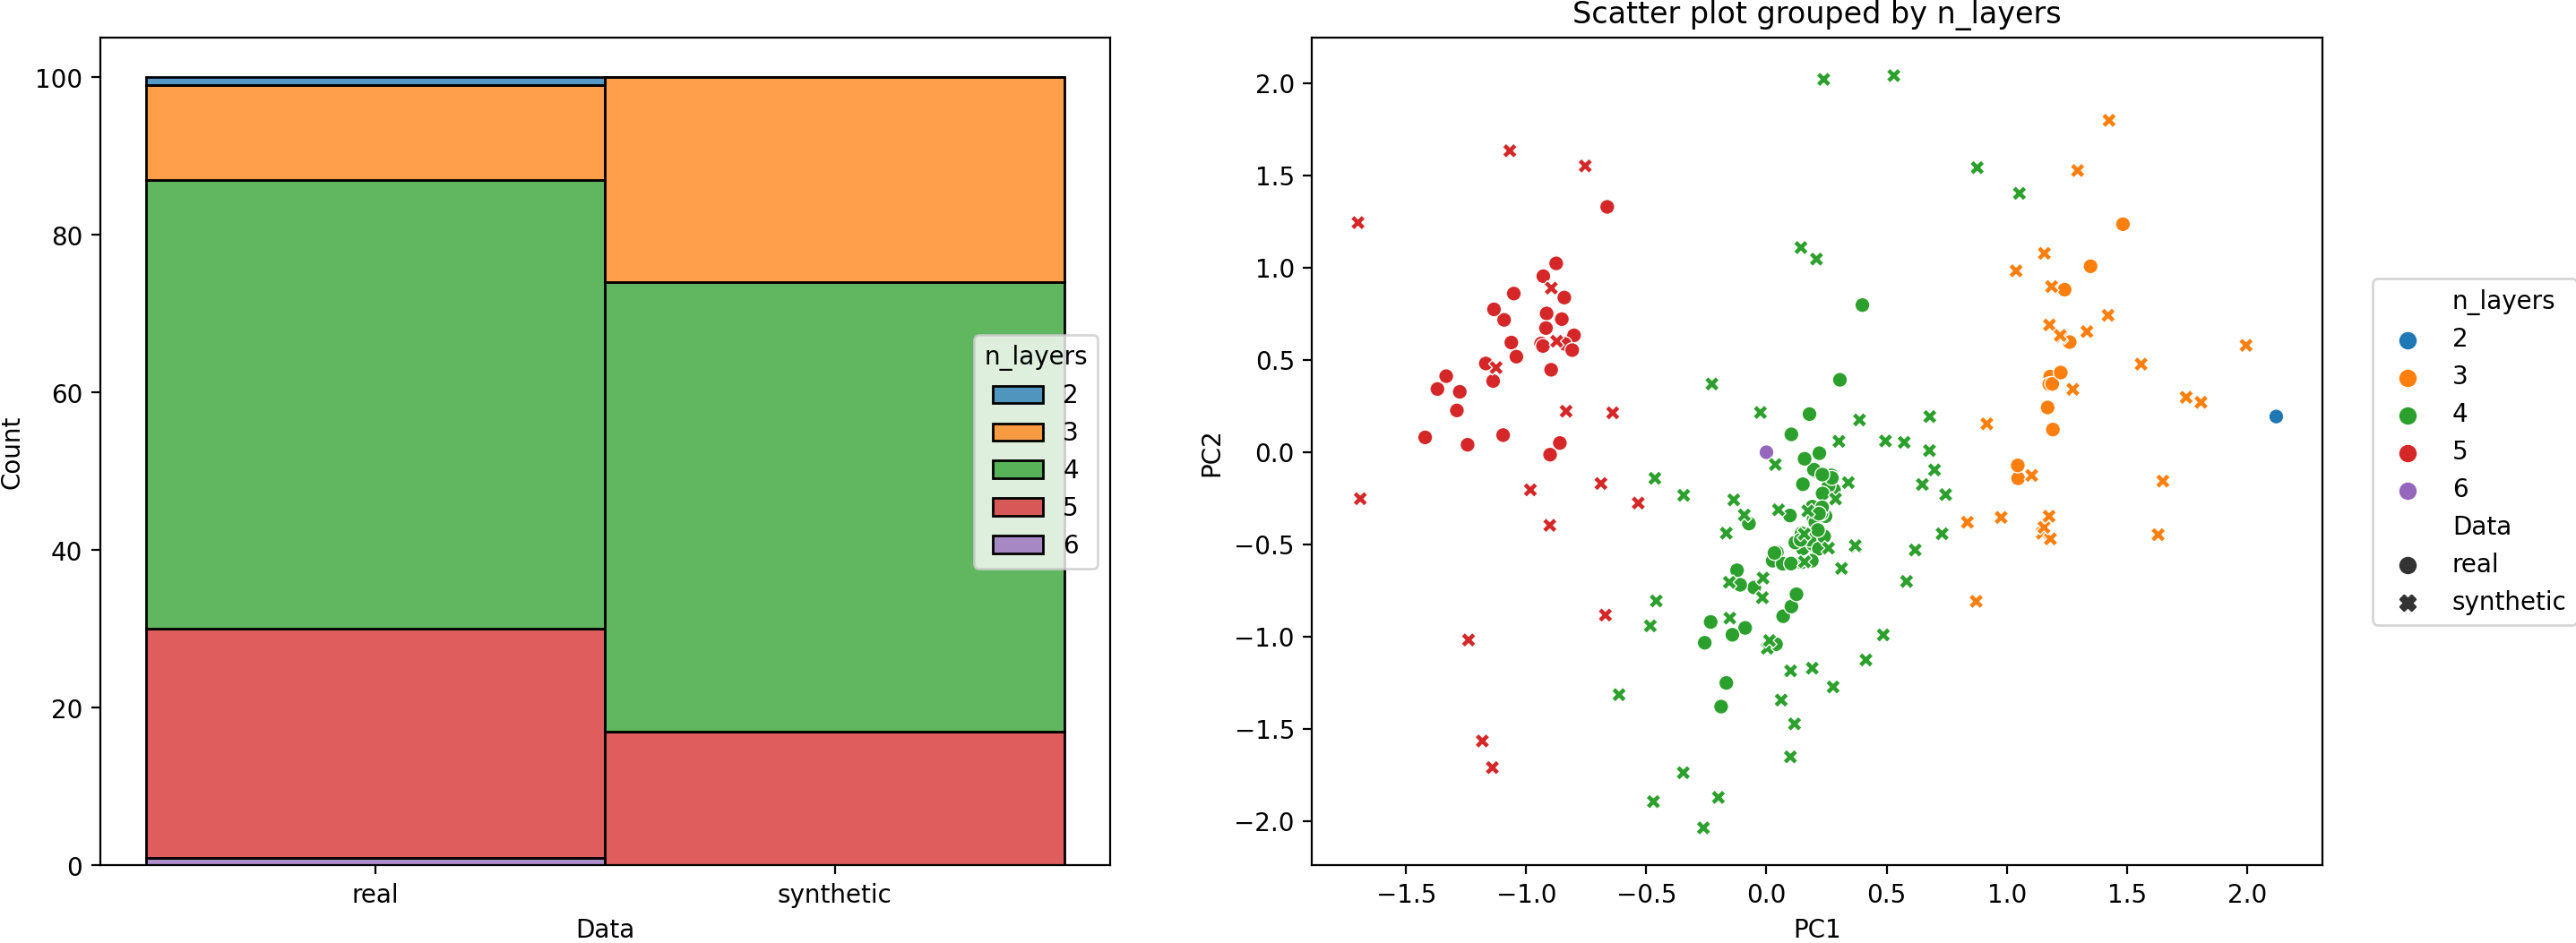 100
80
60
40
20
0
Count
real
synthetic
Data
n_layers
2
3
4
5
6
Scatter plot grouped by n_layers
2.0
1.5
1.0
0.5
0.0
−0.5
−1.0
−1.5
−2.0
PC2
−1.5
−1.0
−0.5
0.0
0.5
1.0
1.5
2.0
PC1
n_layers
2
3
4
5
6
Data
real
synthetic